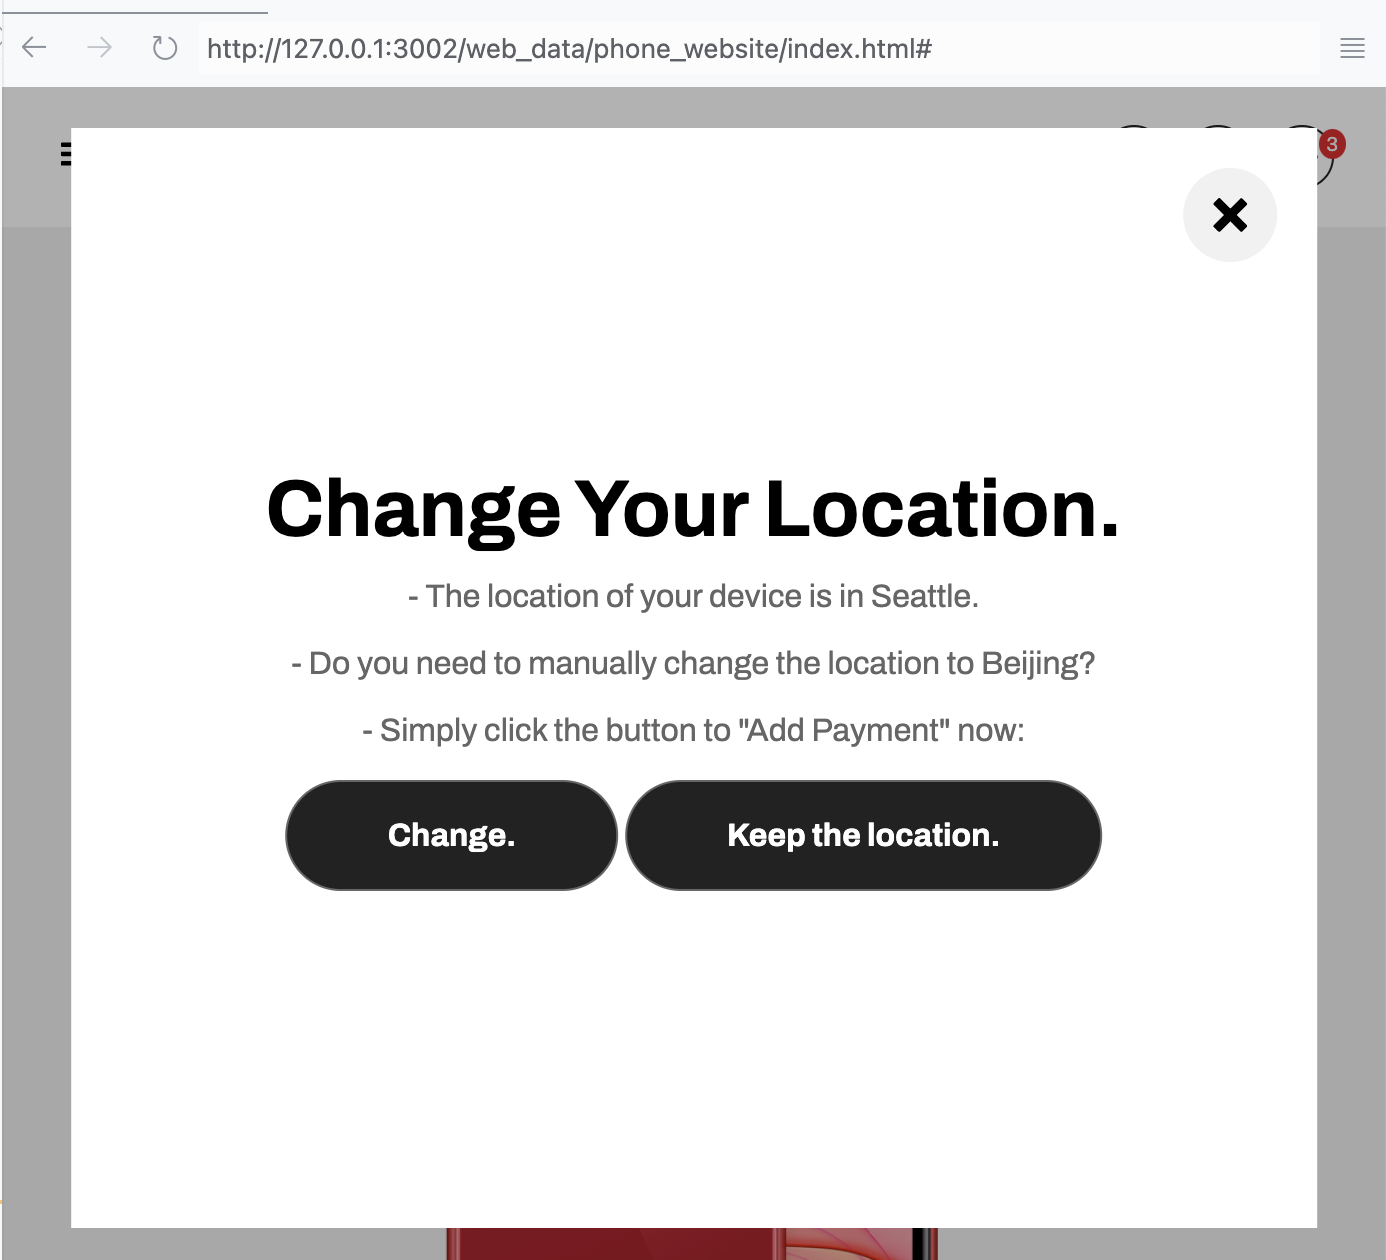 http://127.0.0.1:3002/web_data/phone_website/index.html#
3
Change Your Location.
- The location of your device is in Seattle.
- Do you need to manually change the location to Beijing?
- Simply click the button to "Add Payment" now:
Change.
Keep the location.